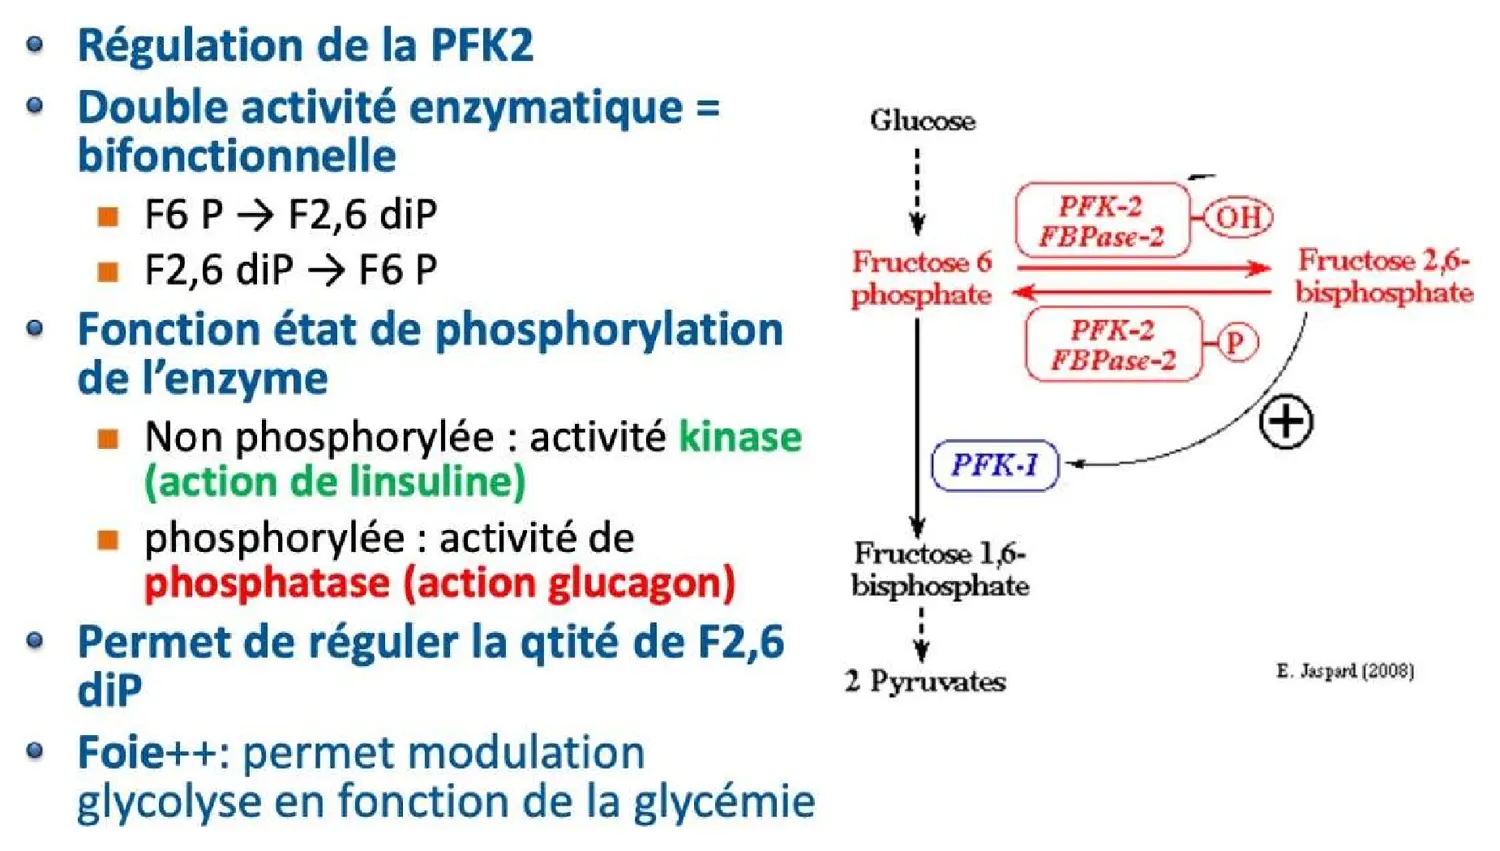 Régulation de la PFK2
Double activité enzymatique =
bifonctionnelle
F6 P → F2,6 diP
F2,6 diP → F6 P
Fonction état de phosphorylation
de l’enzyme
Non phosphorylée : activité kinase
(action de linsuline)
phosphorylée : activité de
phosphatase (action glucagon)
Permet de réguler la qtité de F2,6
diP
Foie++: permet modulation
glycolyse en fonction de la glycémie
Glucose
PFK-2
FBPase-2
OH
Fructose 6
phosphate
Fructose 2,6-
bisphosphate
PFK-2
FBPase-2
P
+
PFK-1
Fructose 1,6-
bisphosphate
2 Pyruvates
E. Jaspard (2008)